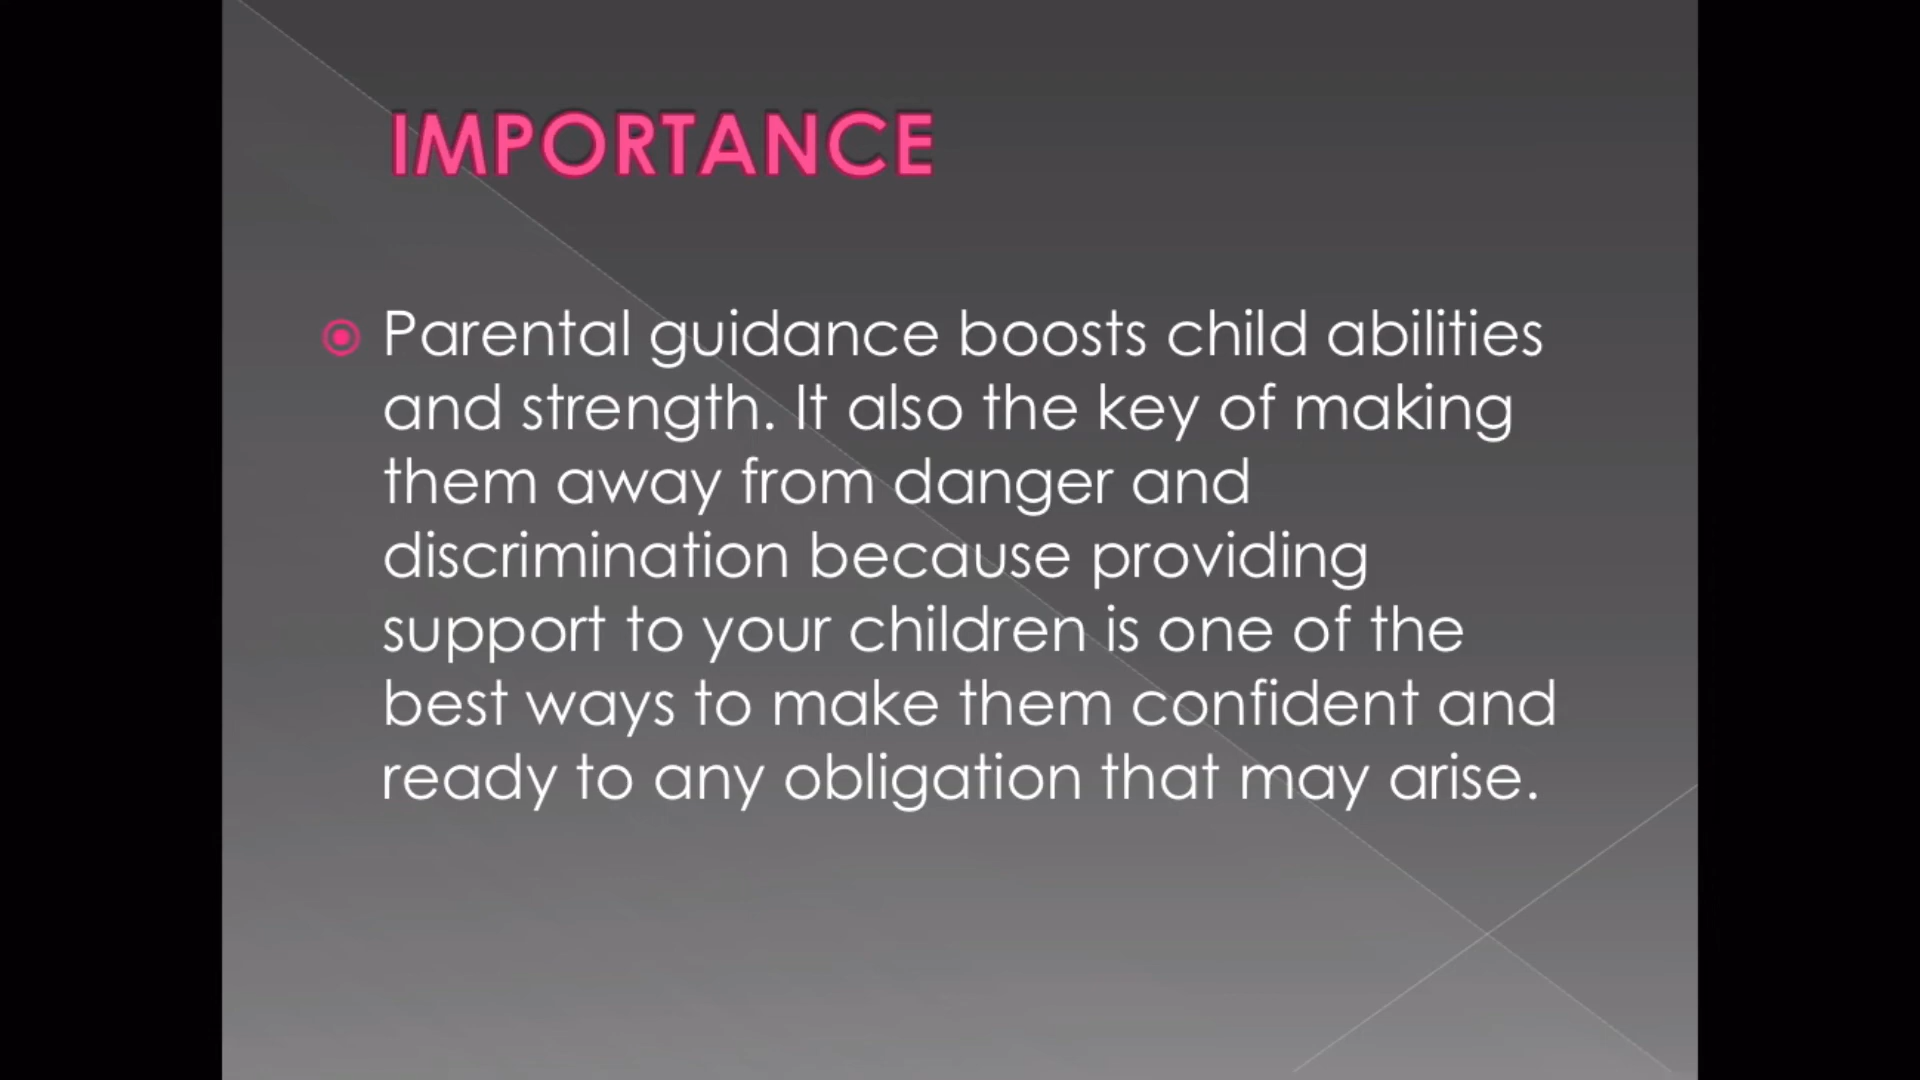 IMPORTANCE
Parental guidance boosts child abilities
and strength. It also the key of making
them away from danger and
discrimination because providing
support to your children is one of the
best ways to make them confident and
ready to any obligation that may arise.